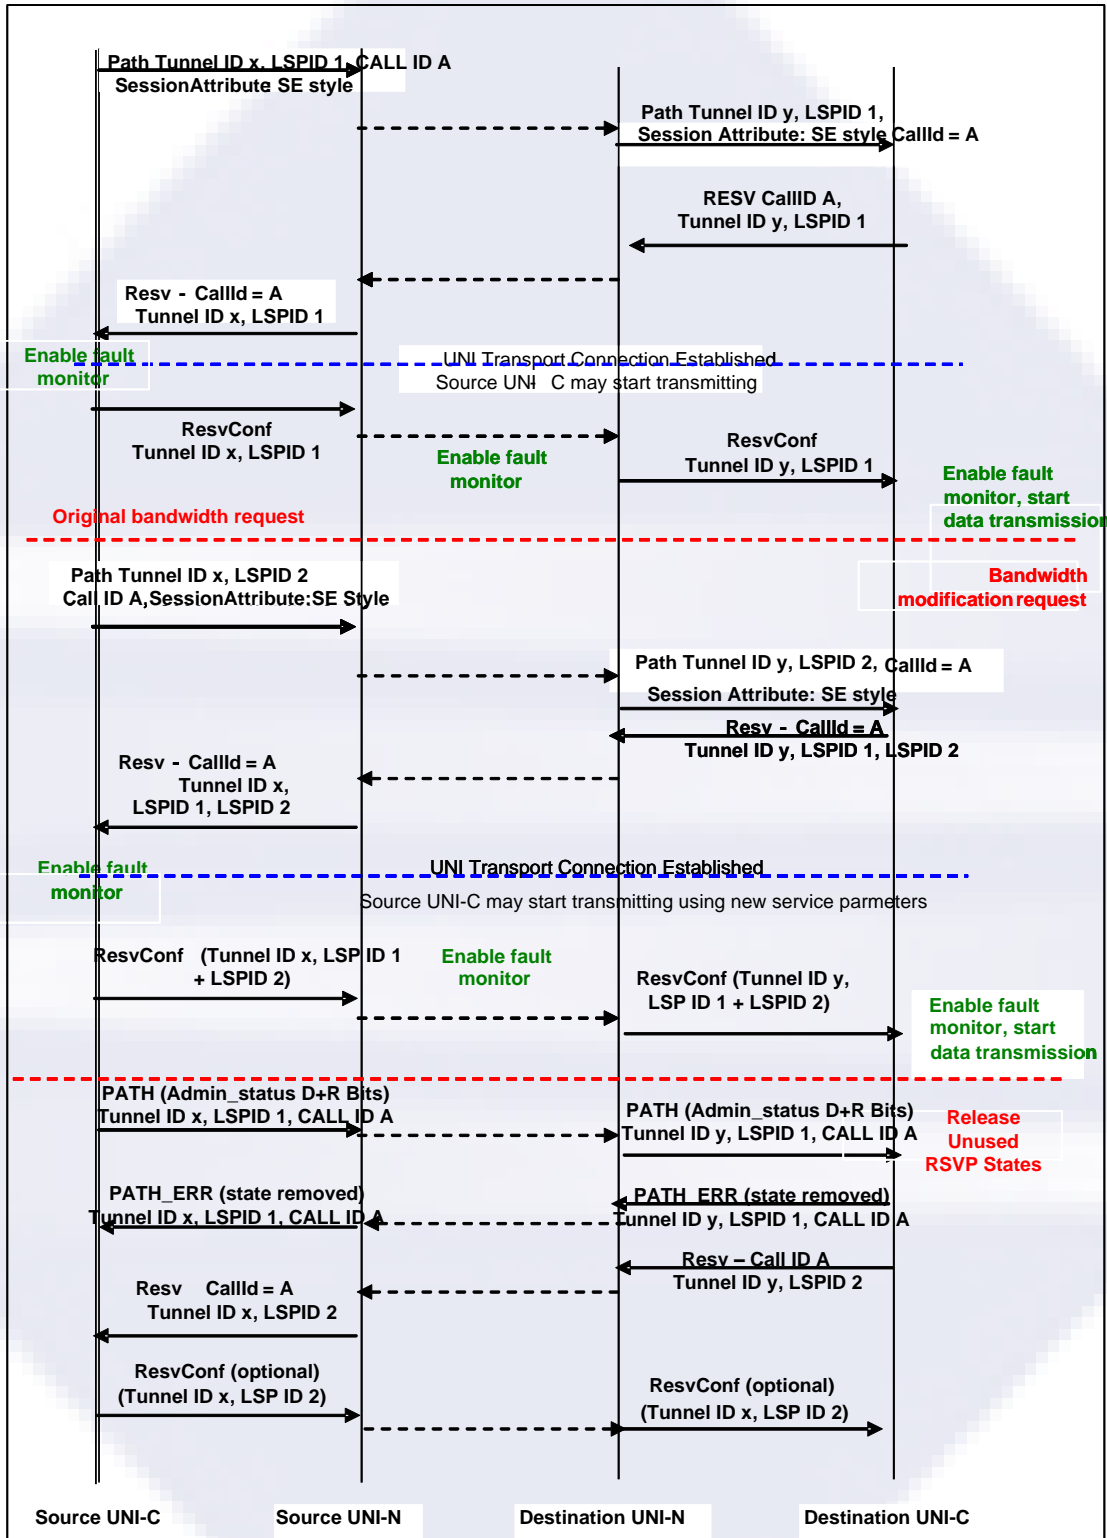 Path Tunnel ID x, LSPID 1, CALL ID A
SessionAttribute: SE style
Path Tunnel ID y, LSPID 1,
Session Attribute: SE style CallId = A
RESV CallID A,
Tunnel ID y, LSPID 1
Resv - CallId = A
Tunnel ID x, LSPID 1
Enable fault
monitor
UNI Transport Connection Established
Source UNI C may start transmitting
ResvConf
Tunnel ID x, LSPID 1
Enable fault
monitor
ResvConf
Tunnel ID y, LSPID 1
Enable fault
monitor, start
data transmission
Original bandwidth request
Bandwidth
modification request
Path Tunnel ID x, LSPID 2
Call ID A,SessionAttribute:SE Style
Path Tunnel ID y, LSPID 2, CallId = A
Session Attribute: SE style
Resv - CallId = A
Tunnel ID y, LSPID 1, LSPID 2
Resv - CallId = A
Tunnel ID x,
LSPID 1, LSPID 2
Enable fault
monitor
UNI Transport Connection Established
Source UNI-C may start transmitting using new service parmeters
ResvConf (Tunnel ID x, LSP ID 1
+ LSPID 2)
Enable fault
monitor
ResvConf (Tunnel ID y,
LSP ID 1 + LSPID 2)
Enable fault
monitor, start
data transmission
PATH (Admin_status D+R Bits)
Tunnel ID x, LSPID 1, CALL ID A
PATH (Admin_status D+R Bits)
Tunnel ID y, LSPID 1, CALL ID A
Release
Unused
RSVP States
PATH_ERR (state removed)
Tunnel ID x, LSPID 1, CALL ID A
PATH_ERR (state removed)
Tunnel ID y, LSPID 1, CALL ID A
Resv – Call ID A
Tunnel ID y, LSPID 2
Resv CallId = A
Tunnel ID x, LSPID 2
ResvConf (optional)
(Tunnel ID x, LSP ID 2)
ResvConf (optional)
(Tunnel ID x, LSP ID 2)
Source UNI-C
Source UNI-N
Destination UNI-N
Destination UNI-C